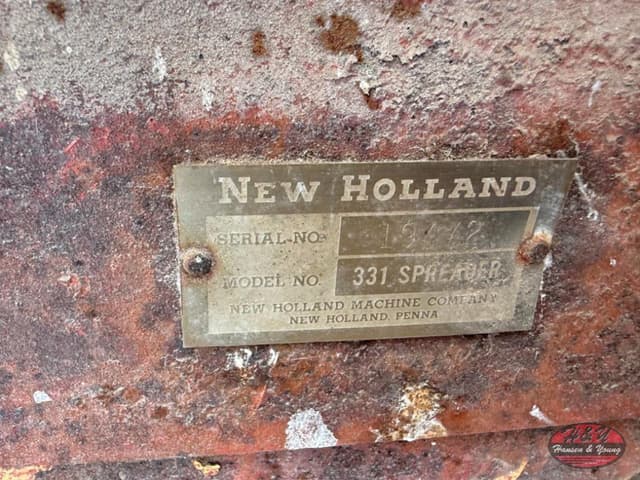 NEW HOLLAND
SERIAL NO.
MODEL NO. 331 SPREADER
NEW HOLLAND MACHINE COMPANY
NEW HOLLAND, PENNA
H&Y
Hansen & Young